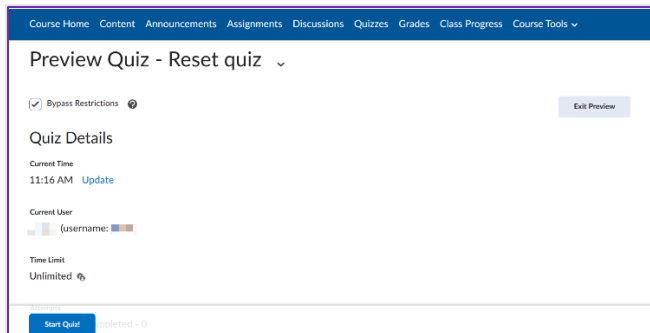 Course Home Content Announcements Assignments Discussions Quizzes Grades Class Progress Course Tools
Preview Quiz - Reset quiz
Bypass Restrictions
Exit Preview
Quiz Details
Current Time
11:16 AM Update
Current User
(username:
Time Limit
Unlimited
Attempts
Start Quiz! mpleted - 0